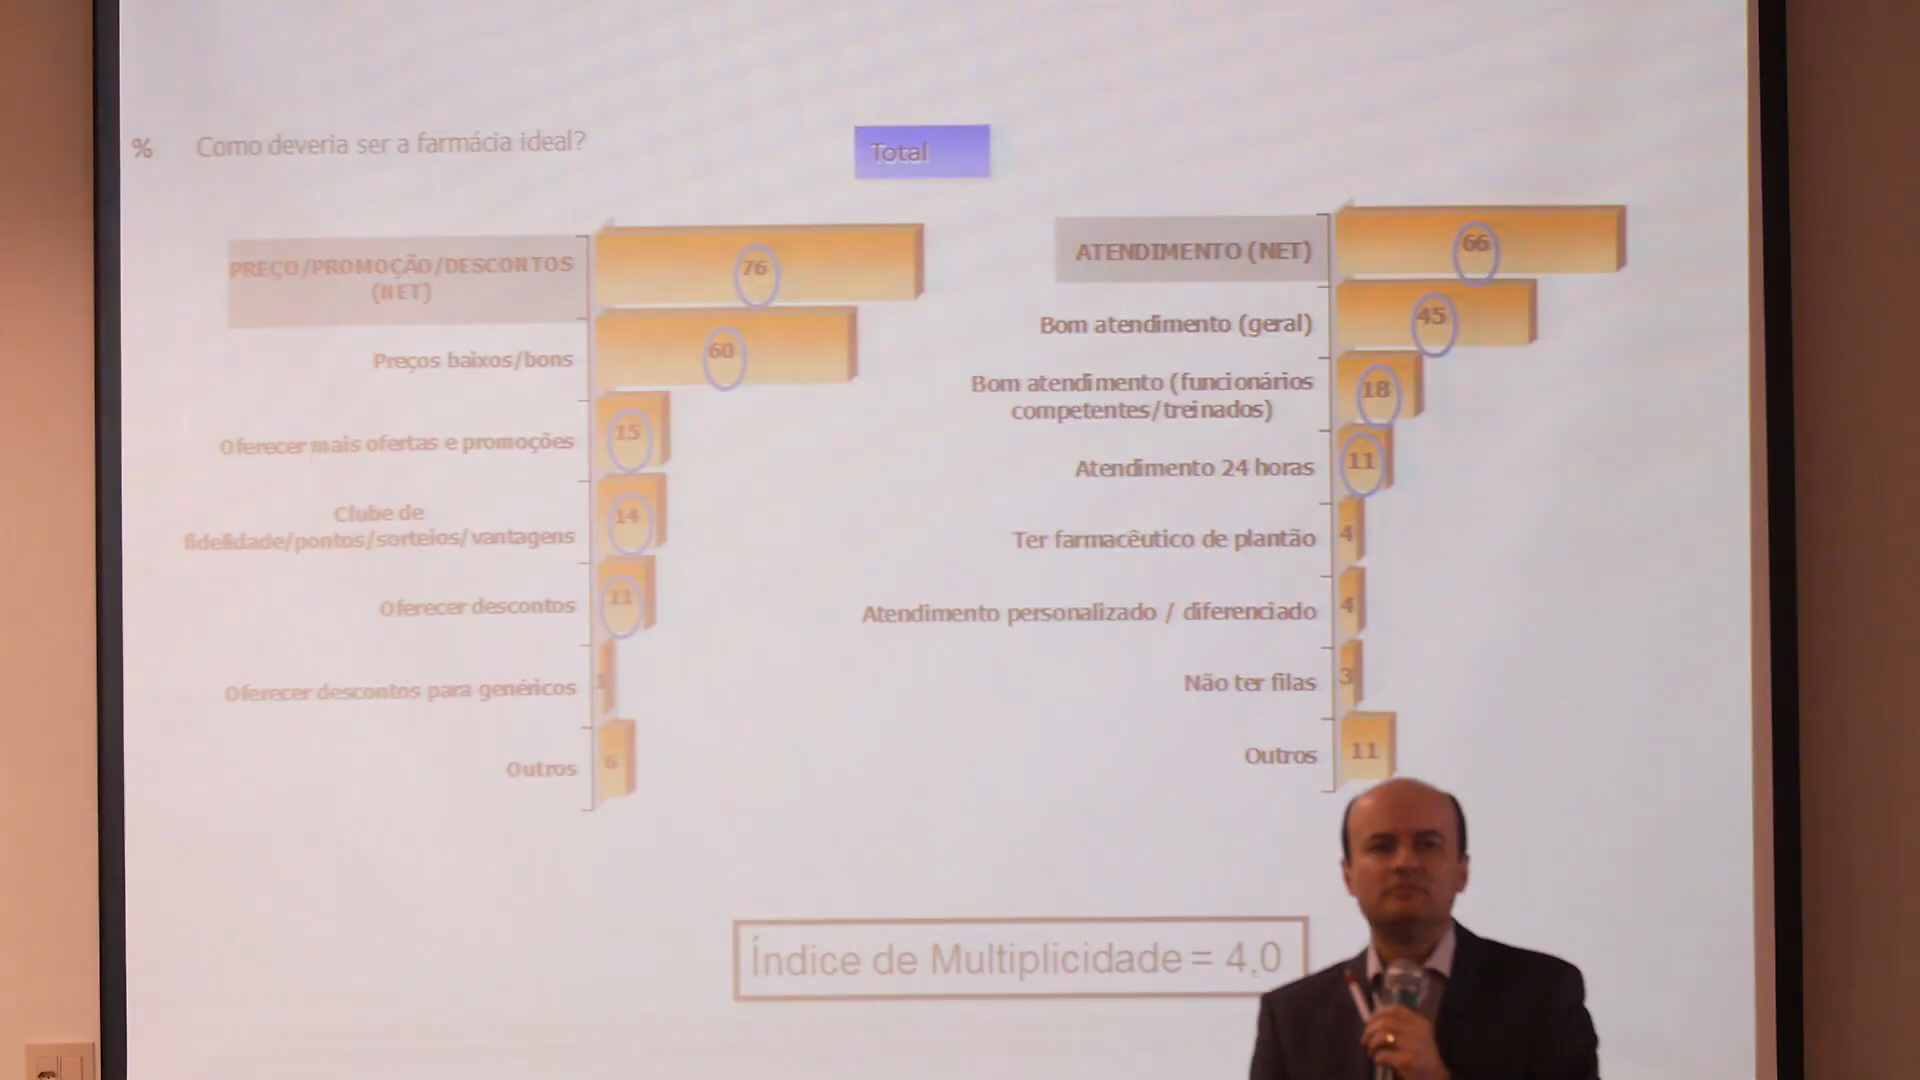 % Como deveria ser a farmácia ideal?
Total
PREÇO/PROMOÇÃO/DESCONTOS
(NET)
76
Preços baixos/bons
60
Oferecer mais ofertas e promoções
15
Clube de
fidelidade/pontos/sorteios/vantagens
14
Oferecer descontos
11
Oferecer descontos para genéricos
1
Outros
6
ATENDIMENTO (NET)
66
Bom atendimento (geral)
45
Bom atendimento (funcionários
competentes/treinados)
18
Atendimento 24 horas
11
Ter farmacêutico de plantão
4
Atendimento personalizado / diferenciado
4
Não ter filas
3
Outros
11
Índice de Multiplicidade = 4,0